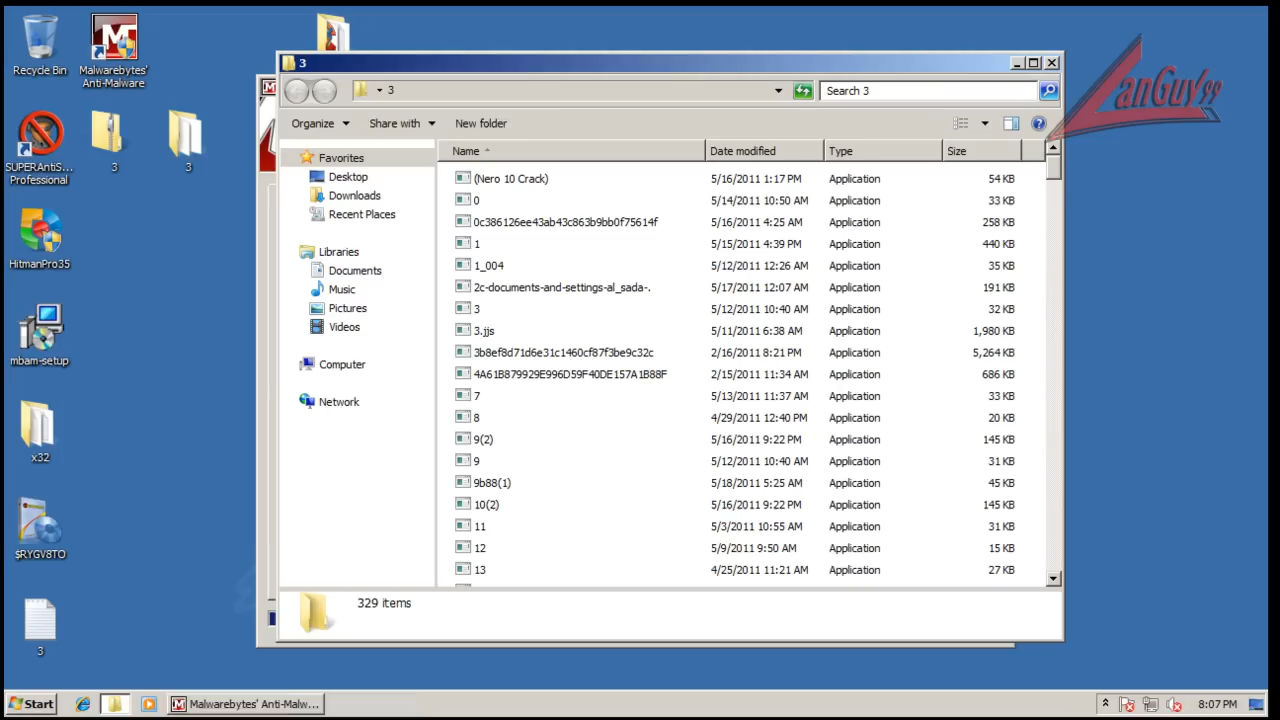 Recycle Bin
Malwarebytes'
Anti-Malware
SUPERAntiS...
Professional
3
3
HitmanPro35
mbam-setup
x32
$RYGV8TO
3
3
3
Search 3
Organize
Share with
New folder
Favorites
Desktop
Downloads
Recent Places
Libraries
Documents
Music
Pictures
Videos
Computer
Network
Name Date modified Type Size
(Nero 10 Crack) 5/16/2011 1:17 PM Application 54 KB
0 5/14/2011 10:50 AM Application 33 KB
0c386126ee43ab43c863b9bb0f75614f 5/16/2011 4:25 AM Application 258 KB
1 5/15/2011 4:39 PM Application 440 KB
1_004 5/12/2011 12:26 AM Application 35 KB
2c-documents-and-settings-al_sada-. 5/17/2011 12:07 AM Application 191 KB
3 5/12/2011 10:40 AM Application 32 KB
3.jjs 5/11/2011 6:38 AM Application 1,980 KB
3b8ef8d71d6e31c1460cf87f3be9c32c 2/16/2011 8:21 PM Application 5,264 KB
4A61B879929E996D59F40DE157A1B88F 2/15/2011 11:34 AM Application 686 KB
7 5/13/2011 11:37 AM Application 33 KB
8 4/29/2011 12:40 PM Application 20 KB
9(2) 5/16/2011 9:22 PM Application 145 KB
9 5/12/2011 10:40 AM Application 31 KB
9b88(1) 5/18/2011 5:25 AM Application 45 KB
10(2) 5/16/2011 9:22 PM Application 145 KB
11 5/3/2011 10:55 AM Application 31 KB
12 5/9/2011 9:50 AM Application 15 KB
13 4/25/2011 11:21 AM Application 27 KB
329 items
LanGuy99
Start
Malwarebytes' Anti-Malw...
8:07 PM